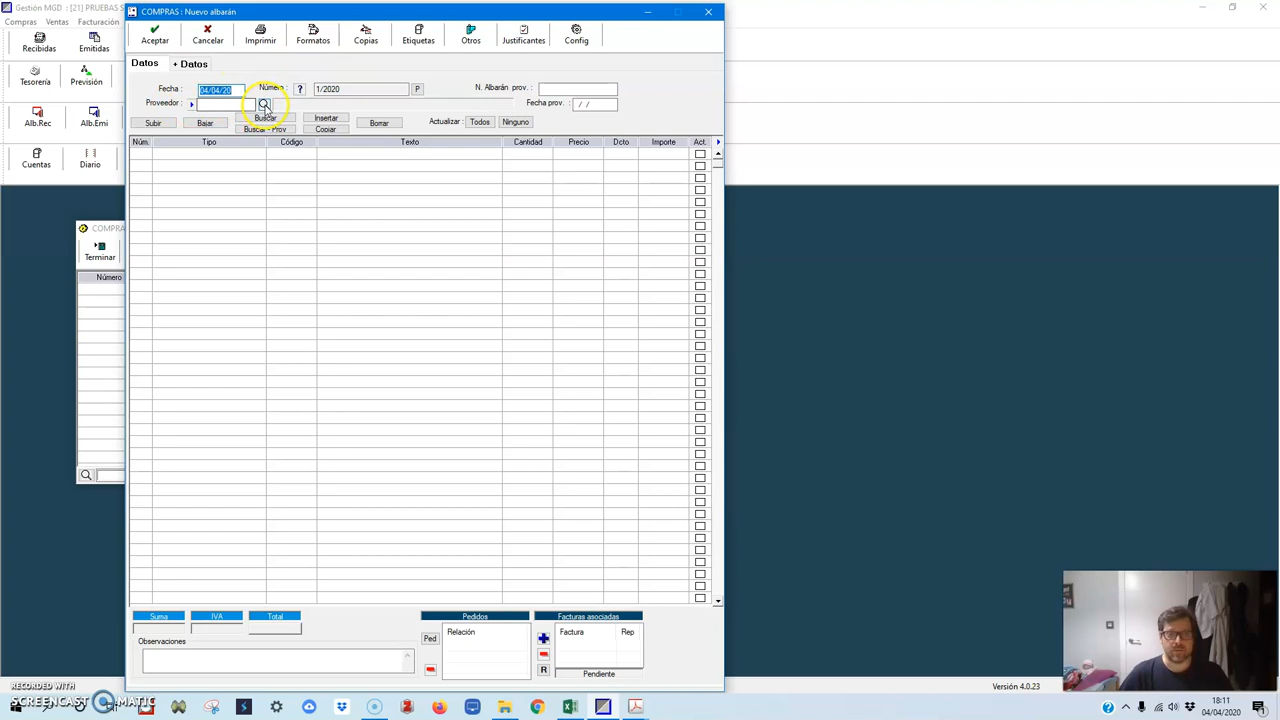 Gestión MGD : [21] PRUEBAS S
COMPRAS : Nuevo albarán
Compras Ventas Facturación
Recibidas Emitidas
Tesorería Previsión
Alb.Rec Alb.Emi
Cuentas Diario
Aceptar Cancelar Imprimir Formatos Copias Etiquetas Otros Justificantes Config
Datos + Datos
Fecha : 04/04/20 Número : ? 1/2020 P N. Albarán prov. :
Proveedor : Fecha prov. : / /
Subir Bajar Buscar Insertar Borrar Actualizar : Todos Ninguno
Buscar - Prov Copiar
Núm. Tipo Código Texto Cantidad Precio Dcto Importe Act.
COMPRA
Terminar
Número
Suma IVA Total Pedidos Facturas asociadas
Ped Relación Factura Rep
Observaciones
R
Pendiente
Versión 4.0.23
RECORDED WITH
SCREENCAST MATIC
18:11
04/04/2020